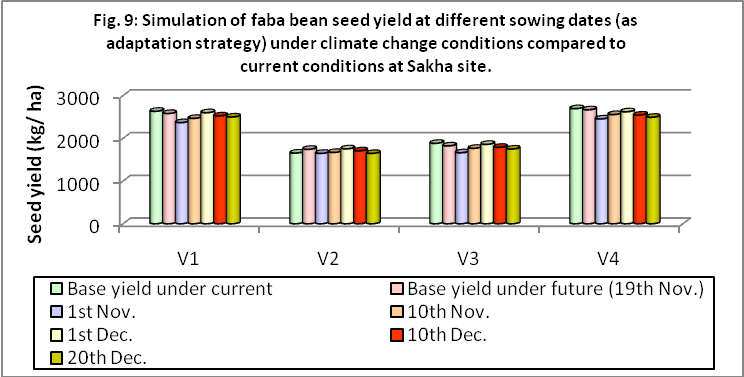 Fig. 9: Simulation of faba bean seed yield at different sowing dates (as
adaptation strategy) under climate change conditions compared to
current conditions at Sakha site.
Seed yield (kg/ ha)
3000
2000
1000
0
V1 V2 V3 V4
Base yield under current Base yield under future (19th Nov.)
1st Nov. 10th Nov.
1st Dec. 10th Dec.
20th Dec.